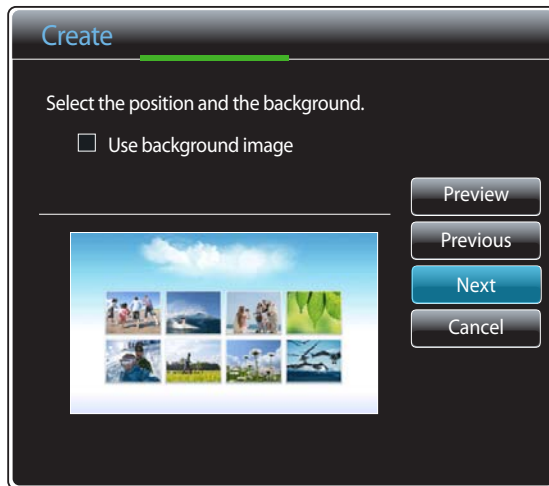 Create
Select the position and the background.
Use background image
Preview
Previous
Next
Cancel